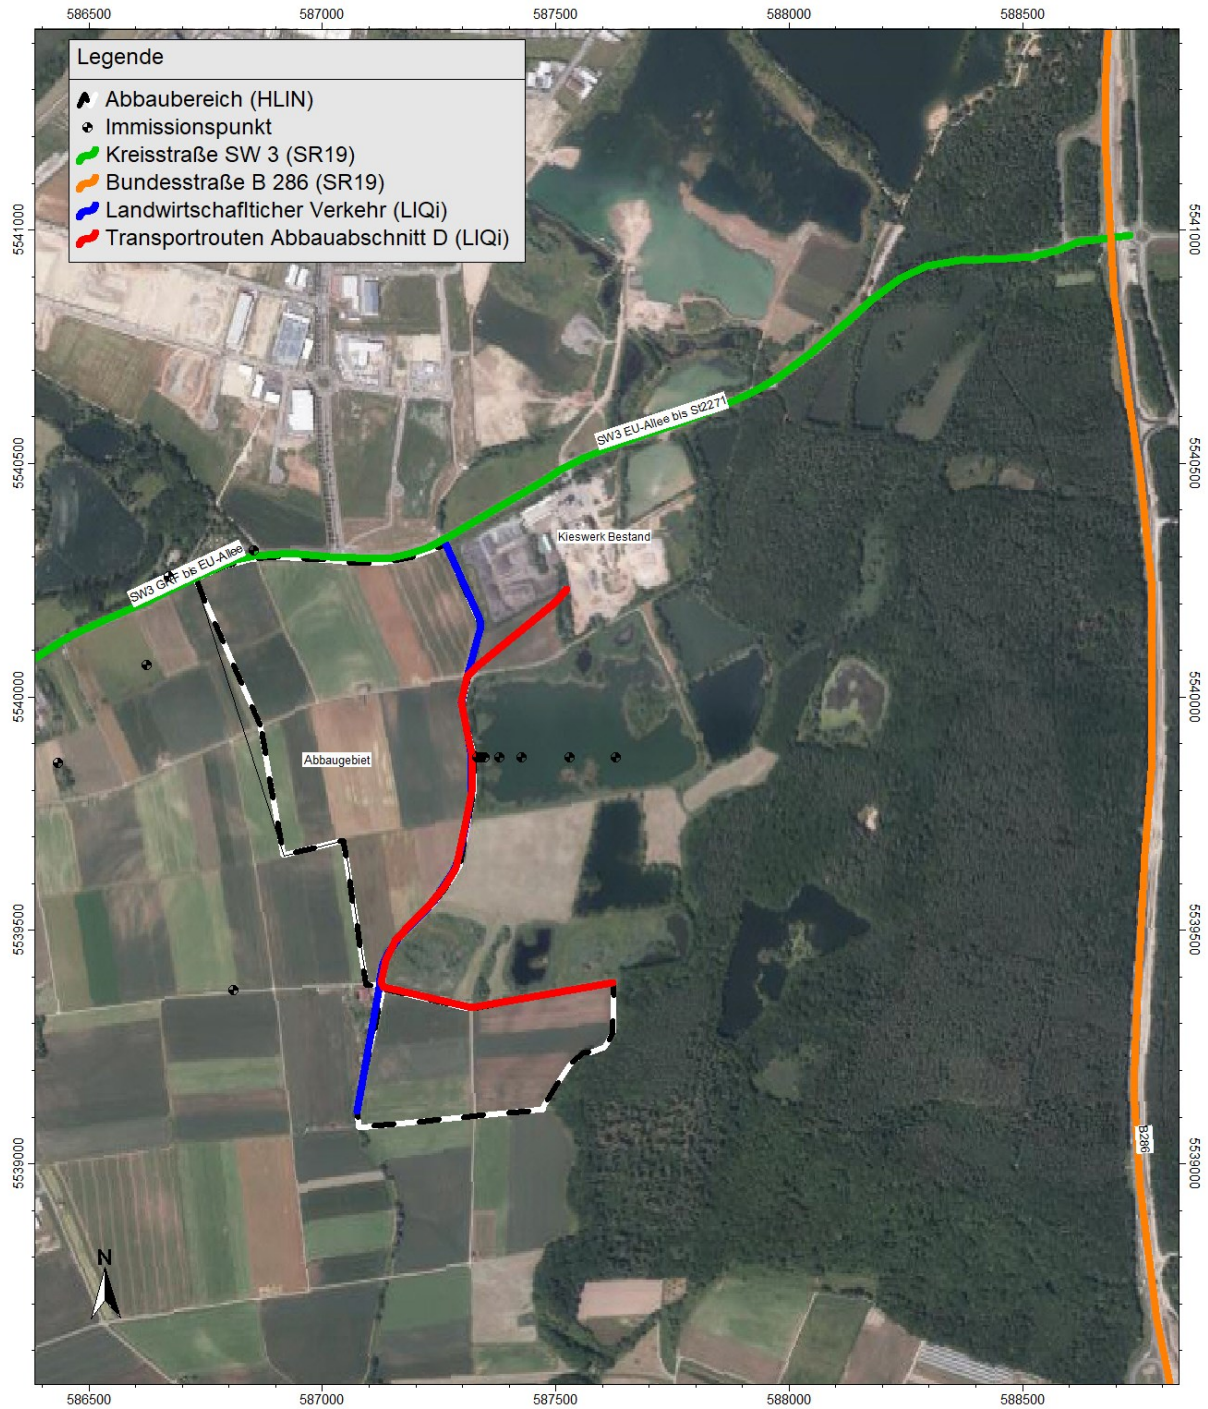 586500 587000 587500 588000 588500
Legende
Abbaubereich (HLIN)
Immissionspunkt
Kreisstraße SW 3 (SR19)
Bundesstraße B 286 (SR19)
Landwirtschaflticher Verkehr (LIQi)
Transportrouten Abbauabschnitt D (LIQi)
5541000
5541000
SW3 EU-Allee bis St2271
5540500
5540500
Kieswerk Bestand
SW3 GRF bis EU-Allee
5540000
5540000
Abbaugebiet
5539500
5539500
B286
5539000
5539000
N
586500 587000 587500 588000 588500